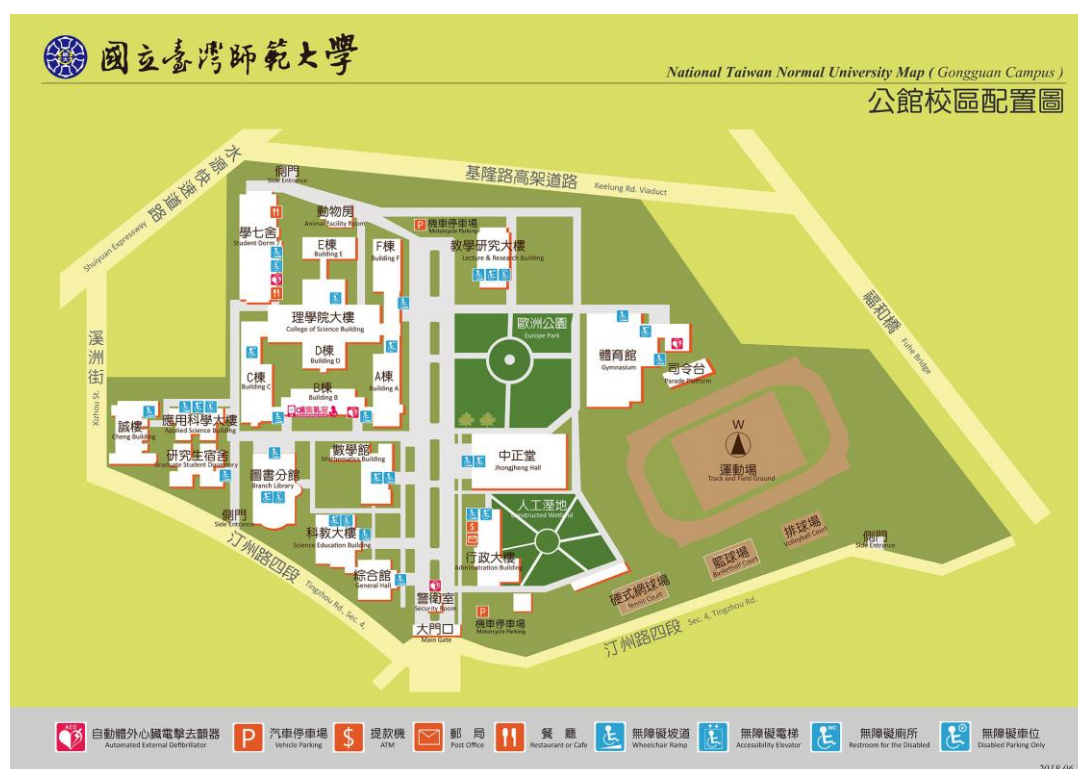 國立臺灣師範大學
National Taiwan Normal University Map ( Gongguan Campus )
公館校區配置圖
水源快速道路
Shuiyuan Expressway
側門
Side Entrance
基隆路高架道路
Keelung Rd. Viaduct
動物房
Animal Facility Room
P
機車停車場
Motorcycle Parking
學七舍
Student Dorm 7
E棟
Building E
F棟
Building F
教學研究大樓
Lecture & Research Building
福和橋
Fuhe Bridge
理學院大樓
College of Science Building
歐洲公園
Europe Park
溪洲街
Xizhou St.
D棟
Building D
體育館
Gymnasium
司令台
Parade Platform
C棟
Building C
B棟
Building B
A棟
Building A
哺集乳室
誠樓
Cheng Building
應用科學大樓
Applied Science Building
W
研究生宿舍
Graduate Student Dormitory
數學館
Mathematics Building
中正堂
Jhongjheng Hall
運動場
Track and Field Ground
圖書分館
Branch Library
人工溼地
Constructed Wetland
側門
Side Entrance
科教大樓
Science Education Building
排球場
Volleyball Court
側門
Side Entrance
$
行政大樓
Administration Building
籃球場
Basketball Court
汀州路四段
Tingzhou Rd., Sec. 4,
綜合館
General Hall
硬式網球場
Tennis Court
警衛室
Security Room
P
機車停車場
Motorcycle Parking
大門口
Main Gate
汀州路四段
Sec. 4, Tingzhou Rd.
AED
自動體外心臟電擊去顫器
Automated External Defibrillator
P
汽車停車場
Vehicle Parking
$
提款機
ATM
郵 局
Post Office
餐 廳
Restaurant or Cafe
無障礙坡道
Wheelchair Ramp
無障礙電梯
Accessibility Elevator
WC
無障礙廁所
Restroom for the Disabled
P
無障礙車位
Disabled Parking Only
2018.06